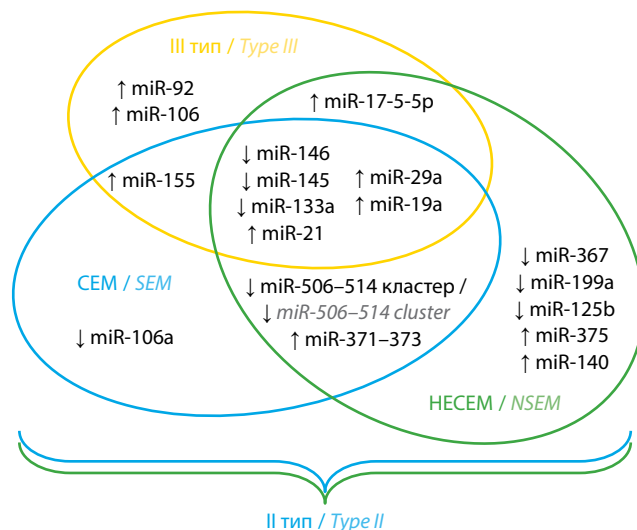 III тип / Type III
↑ miR-92
↑ miR-106
↑ miR-17-5-5p
↑ miR-155
↓ miR-146
↓ miR-145
↓ miR-133a
↑ miR-21
↑ miR-29a
↑ miR-19a
СЕМ / SEM
↓ miR-106a
↓ miR-506–514 кластер /
↓ miR-506–514 cluster
↑ miR-371–373
↓ miR-367
↓ miR-199a
↓ miR-125b
↑ miR-375
↑ miR-140
НЕСЕМ / NSEM
II тип / Type II